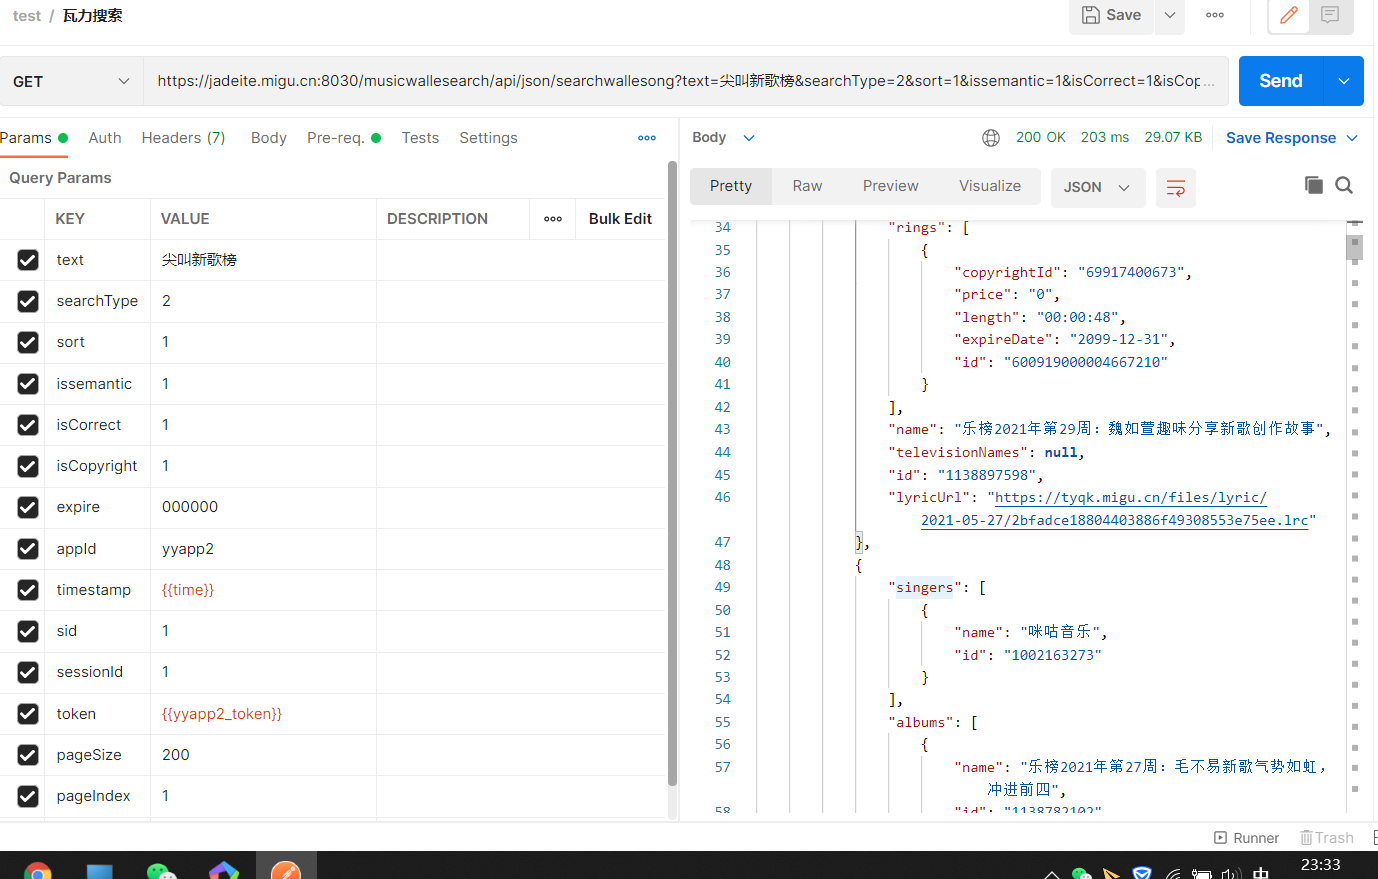 test / 瓦力搜索
Save
GET
https://jadeite.migu.cn:8030/musicwallesearch/api/json/searchwallesong?text=尖叫新歌榜&searchType=2&sort=1&issemantic=1&isCorrect=1&isCop...
Send
Params Auth Headers (7) Body Pre-req. Tests Settings
Body 200 OK 203 ms 29.07 KB Save Response
Query Params
Pretty Raw Preview Visualize JSON
KEY VALUE DESCRIPTION Bulk Edit
text 尖叫新歌榜
searchType 2
sort 1
issemantic 1
isCorrect 1
isCopyright 1
expire 000000
appId yyapp2
timestamp {{time}}
sid 1
sessionId 1
token {{yyapp2_token}}
pageSize 200
pageIndex 1
34 "rings": [
35 {
36 "copyrightId": "69917400673",
37 "price": "0",
38 "length": "00:00:48",
39 "expireDate": "2099-12-31",
40 "id": "600919000004667210"
41 }
42 ],
43 "name": "乐榜2021年第29周：魏如萱趣味分享新歌创作故事",
44 "televisionNames": null,
45 "id": "1138897598",
46 "lyricUrl": "https://tyqk.migu.cn/files/lyric/
2021-05-27/2bfadce18804403886f49308553e75ee.lrc"
47 },
48 {
49 "singers": [
50 {
51 "name": "咪咕音乐",
52 "id": "1002163273"
53 }
54 ],
55 "albums": [
56 {
57 "name": "乐榜2021年第27周：毛不易新歌气势如虹，
冲进前四",
58 "id": "1138782102"
Runner Trash
中 23:33